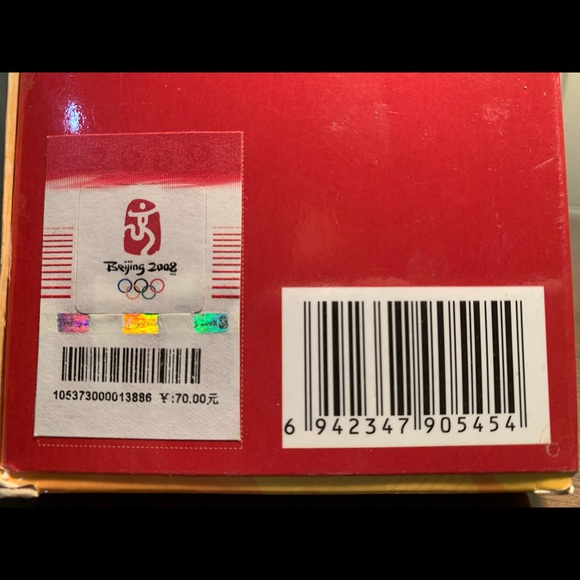 Beijing 2008
105373000013886 ￥:70.00元
6 942347 905454